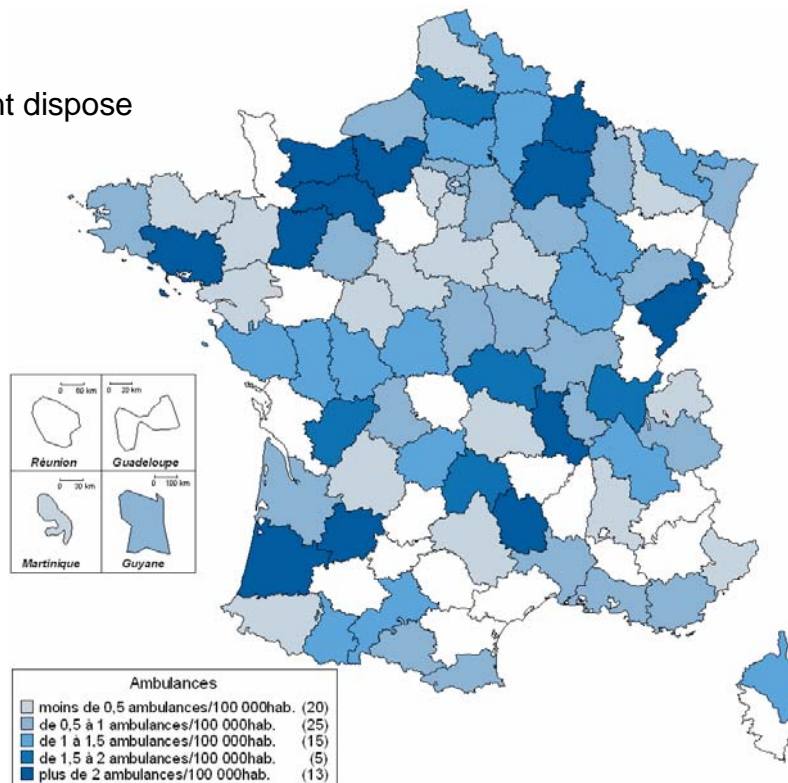 nt dispose
0 60 km
0 20 km
Réunion
Guadeloupe
0 30 km
0 100 km
Martinique
Guyane
Ambulances
moins de 0,5 ambulances/100 000hab. (20)
de 0,5 à 1 ambulances/100 000hab. (25)
de 1 à 1,5 ambulances/100 000hab. (15)
de 1,5 à 2 ambulances/100 000hab. (5)
plus de 2 ambulances/100 000hab. (13)